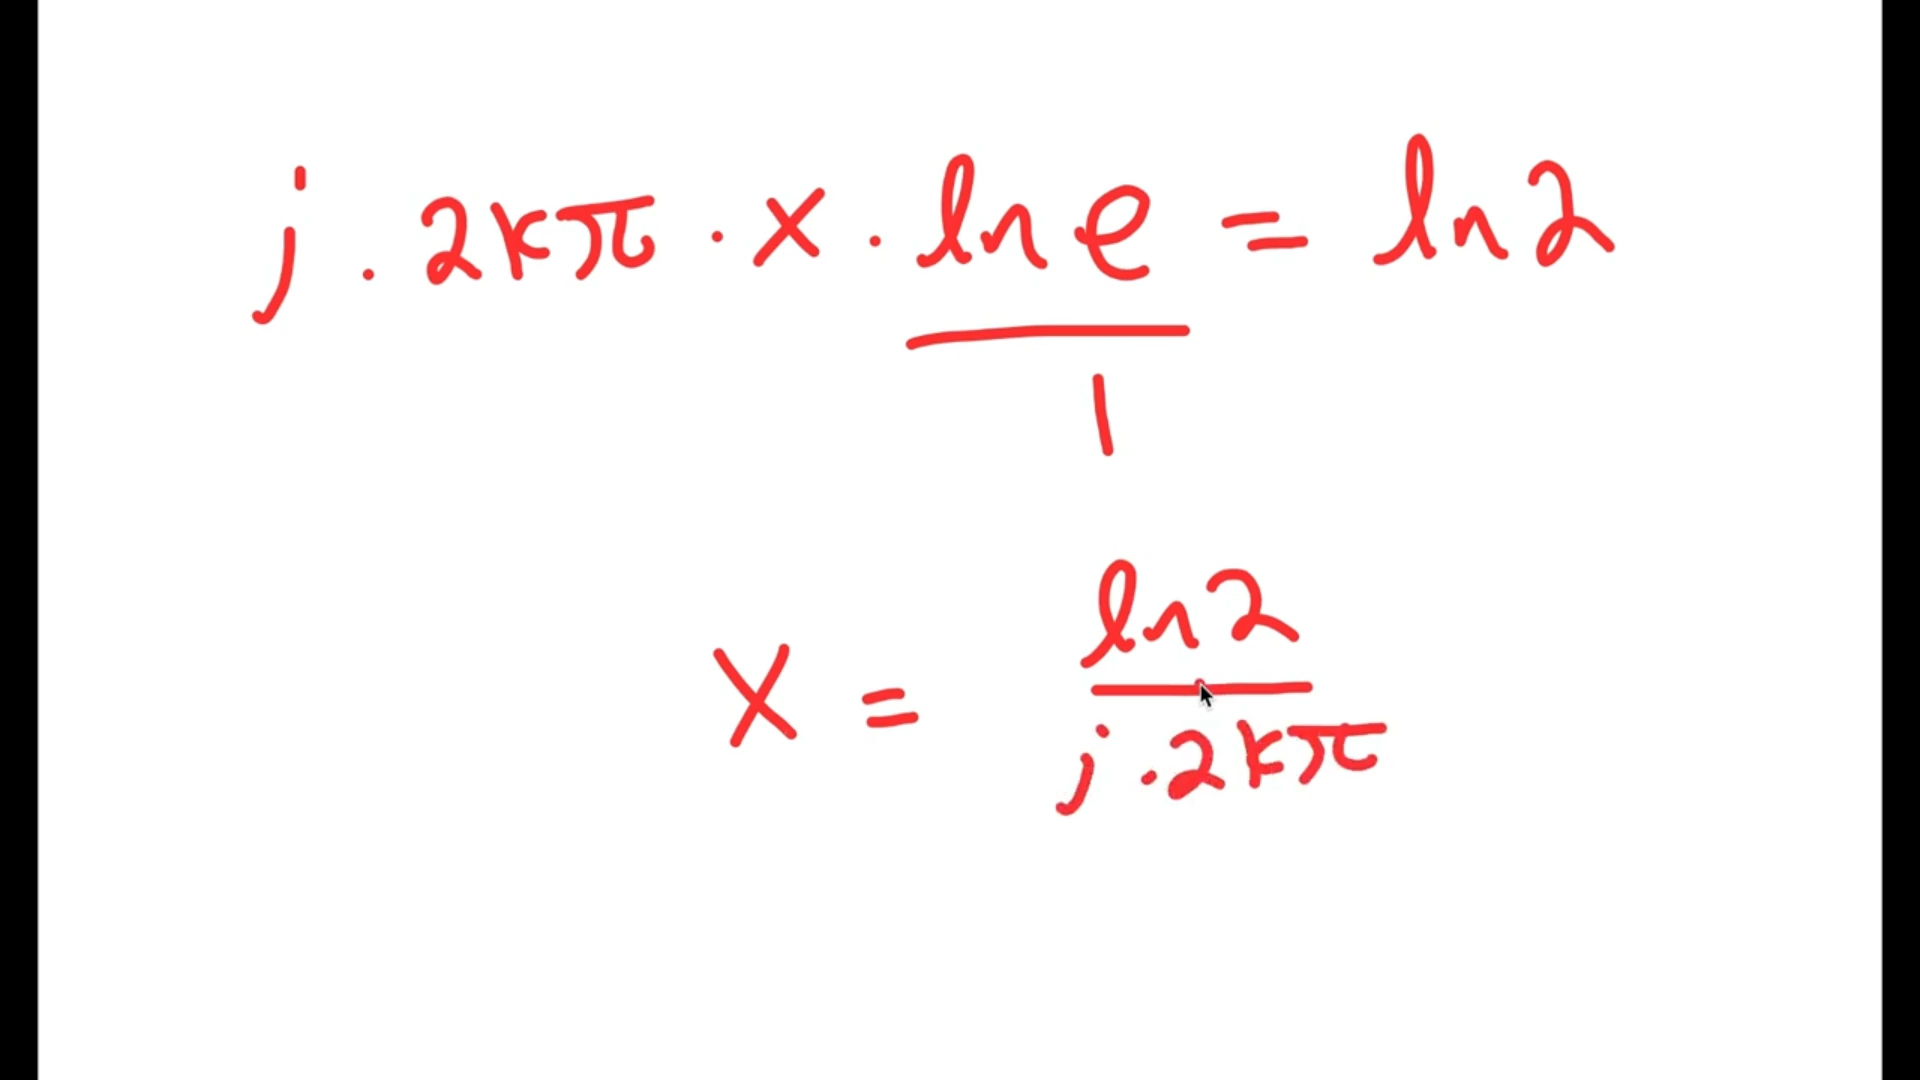 j . 2kπ . x . ln e = ln 2
1
x = ln 2
j . 2kπ